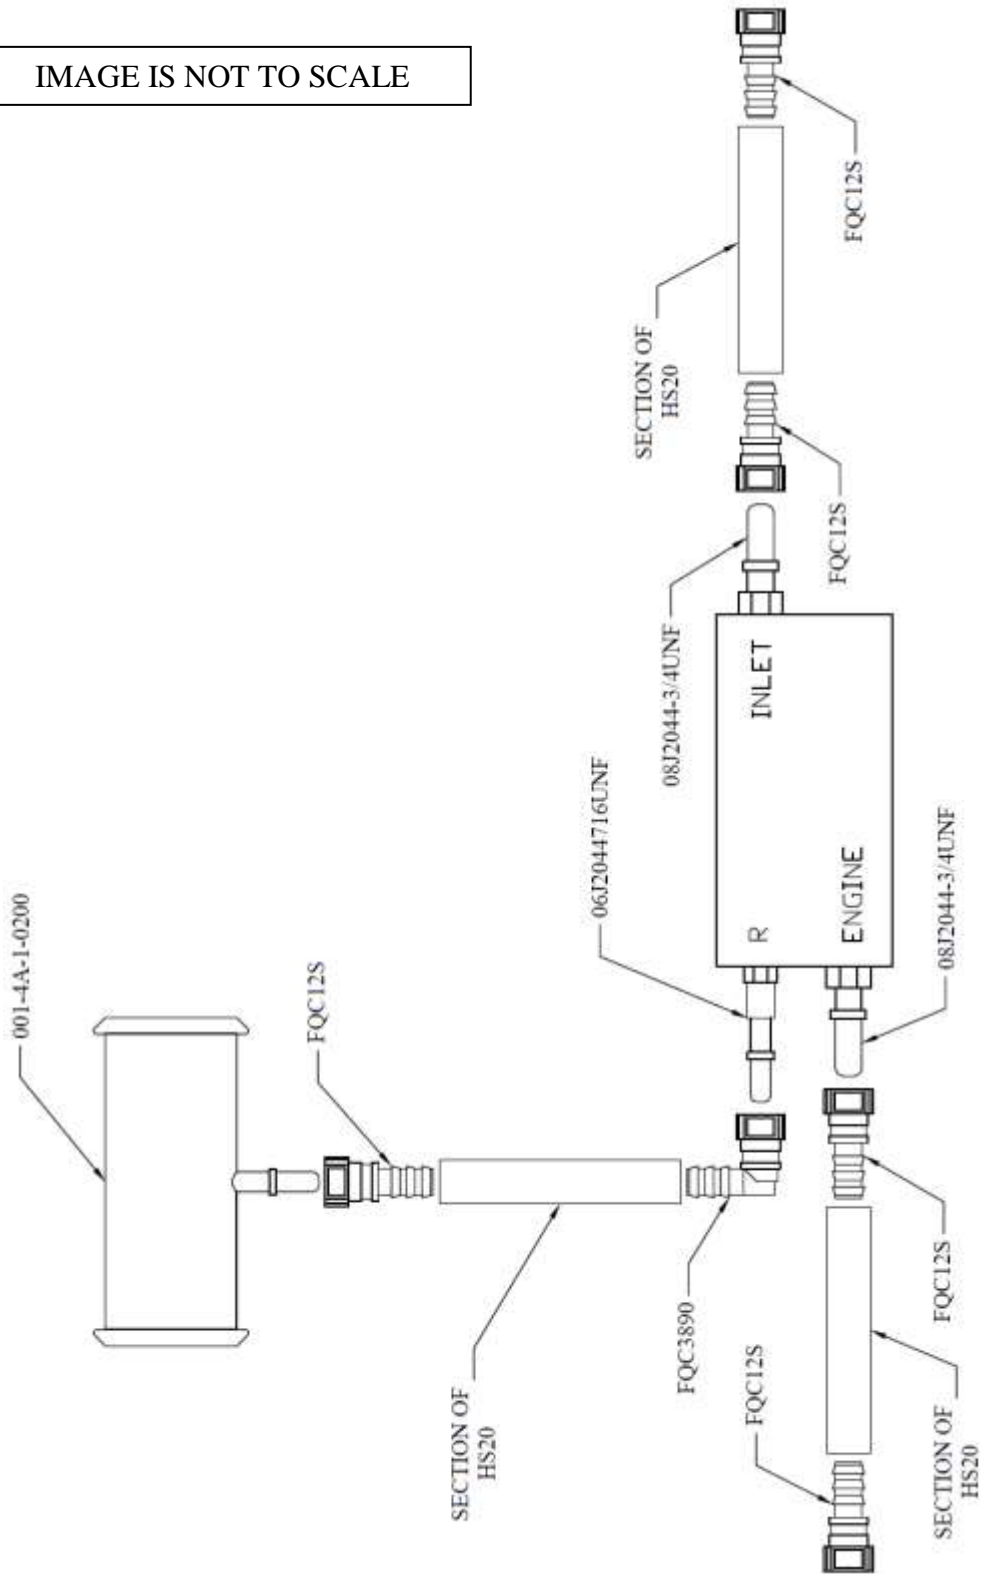 IMAGE IS NOT TO SCALE
001-4A-1-0200
FQC12S
SECTION OF
HS20
FQC3890
06J2044716UNF
R
INLET
ENGINE
08J2044-3/4UNF
FQC12S
SECTION OF
HS20
FQC12S
08J2044-3/4UNF
FQC12S
SECTION OF
HS20
FQC12S